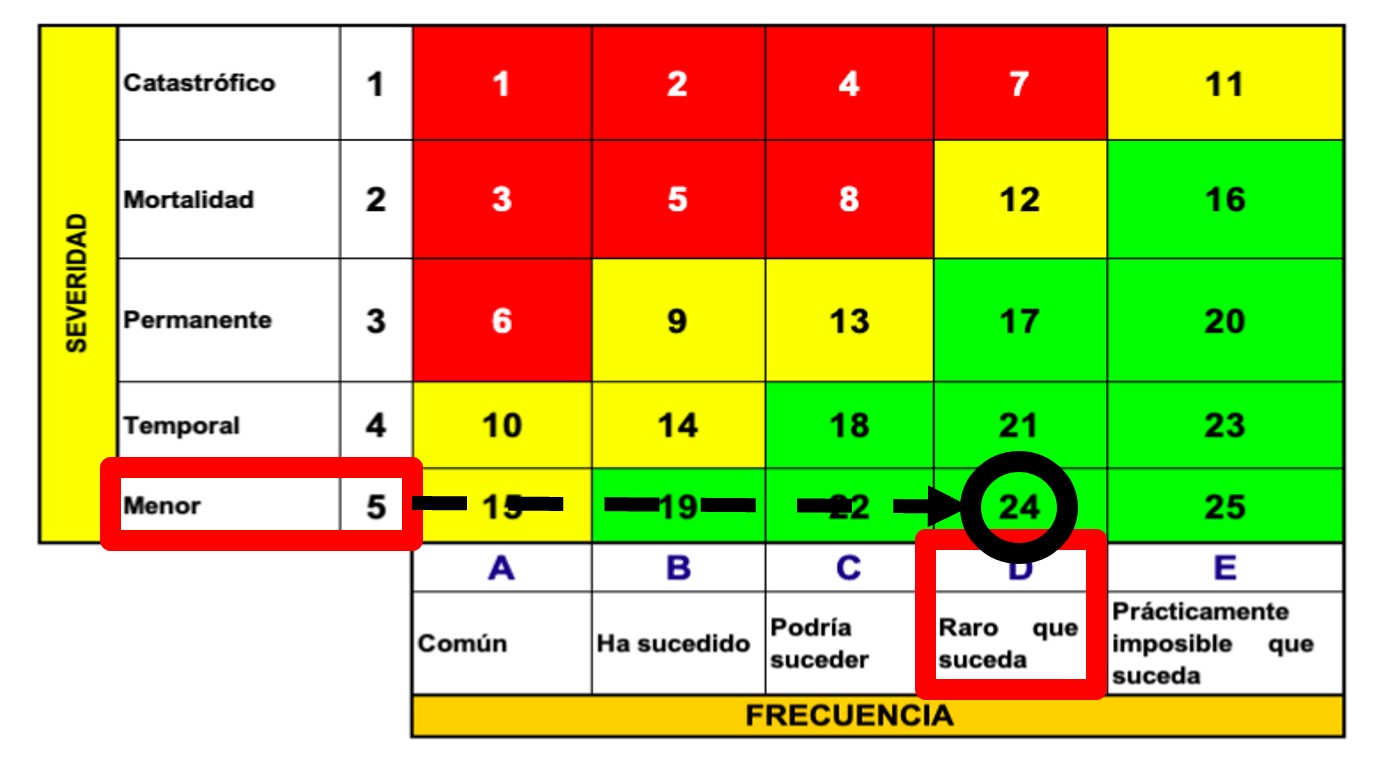 SEVERIDAD
Catastrófico 1 1 2 4 7 11
Mortalidad 2 3 5 8 12 16
Permanente 3 6 9 13 17 20
Temporal 4 10 14 18 21 23
Menor 5 15 19 22 24 25
A B C D E
Común Ha sucedido Podría suceder Raro que suceda Prácticamente imposible que suceda
FRECUENCIA